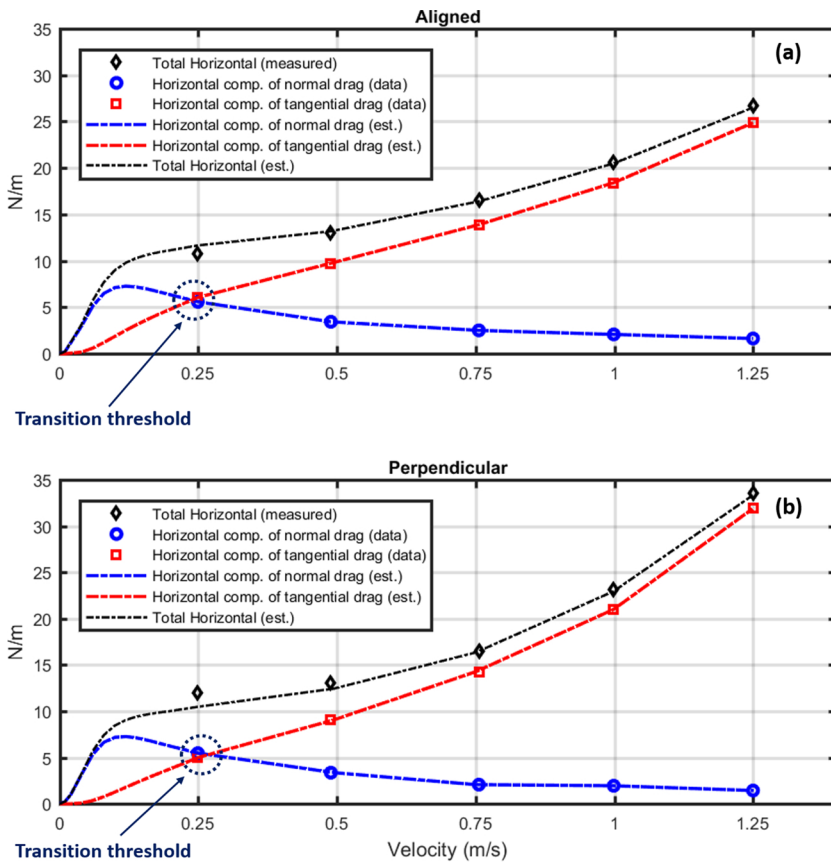 Aligned
(a)
35
30
25
20
15
10
5
0
N/m
Total Horizontal (measured)
Horizontal comp. of normal drag (data)
Horizontal comp. of tangential drag (data)
Horizontal comp. of normal drag (est.)
Horizontal comp. of tangential drag (est.)
Total Horizontal (est.)
0 0.25 0.5 0.75 1 1.25
Transition threshold
Perpendicular
(b)
35
30
25
20
15
10
5
0
N/m
Total Horizontal (measured)
Horizontal comp. of normal drag (data)
Horizontal comp. of tangential drag (data)
Horizontal comp. of normal drag (est.)
Horizontal comp. of tangential drag (est.)
Total Horizontal (est.)
0 0.25 0.5 0.75 1 1.25
Transition threshold
Velocity (m/s)